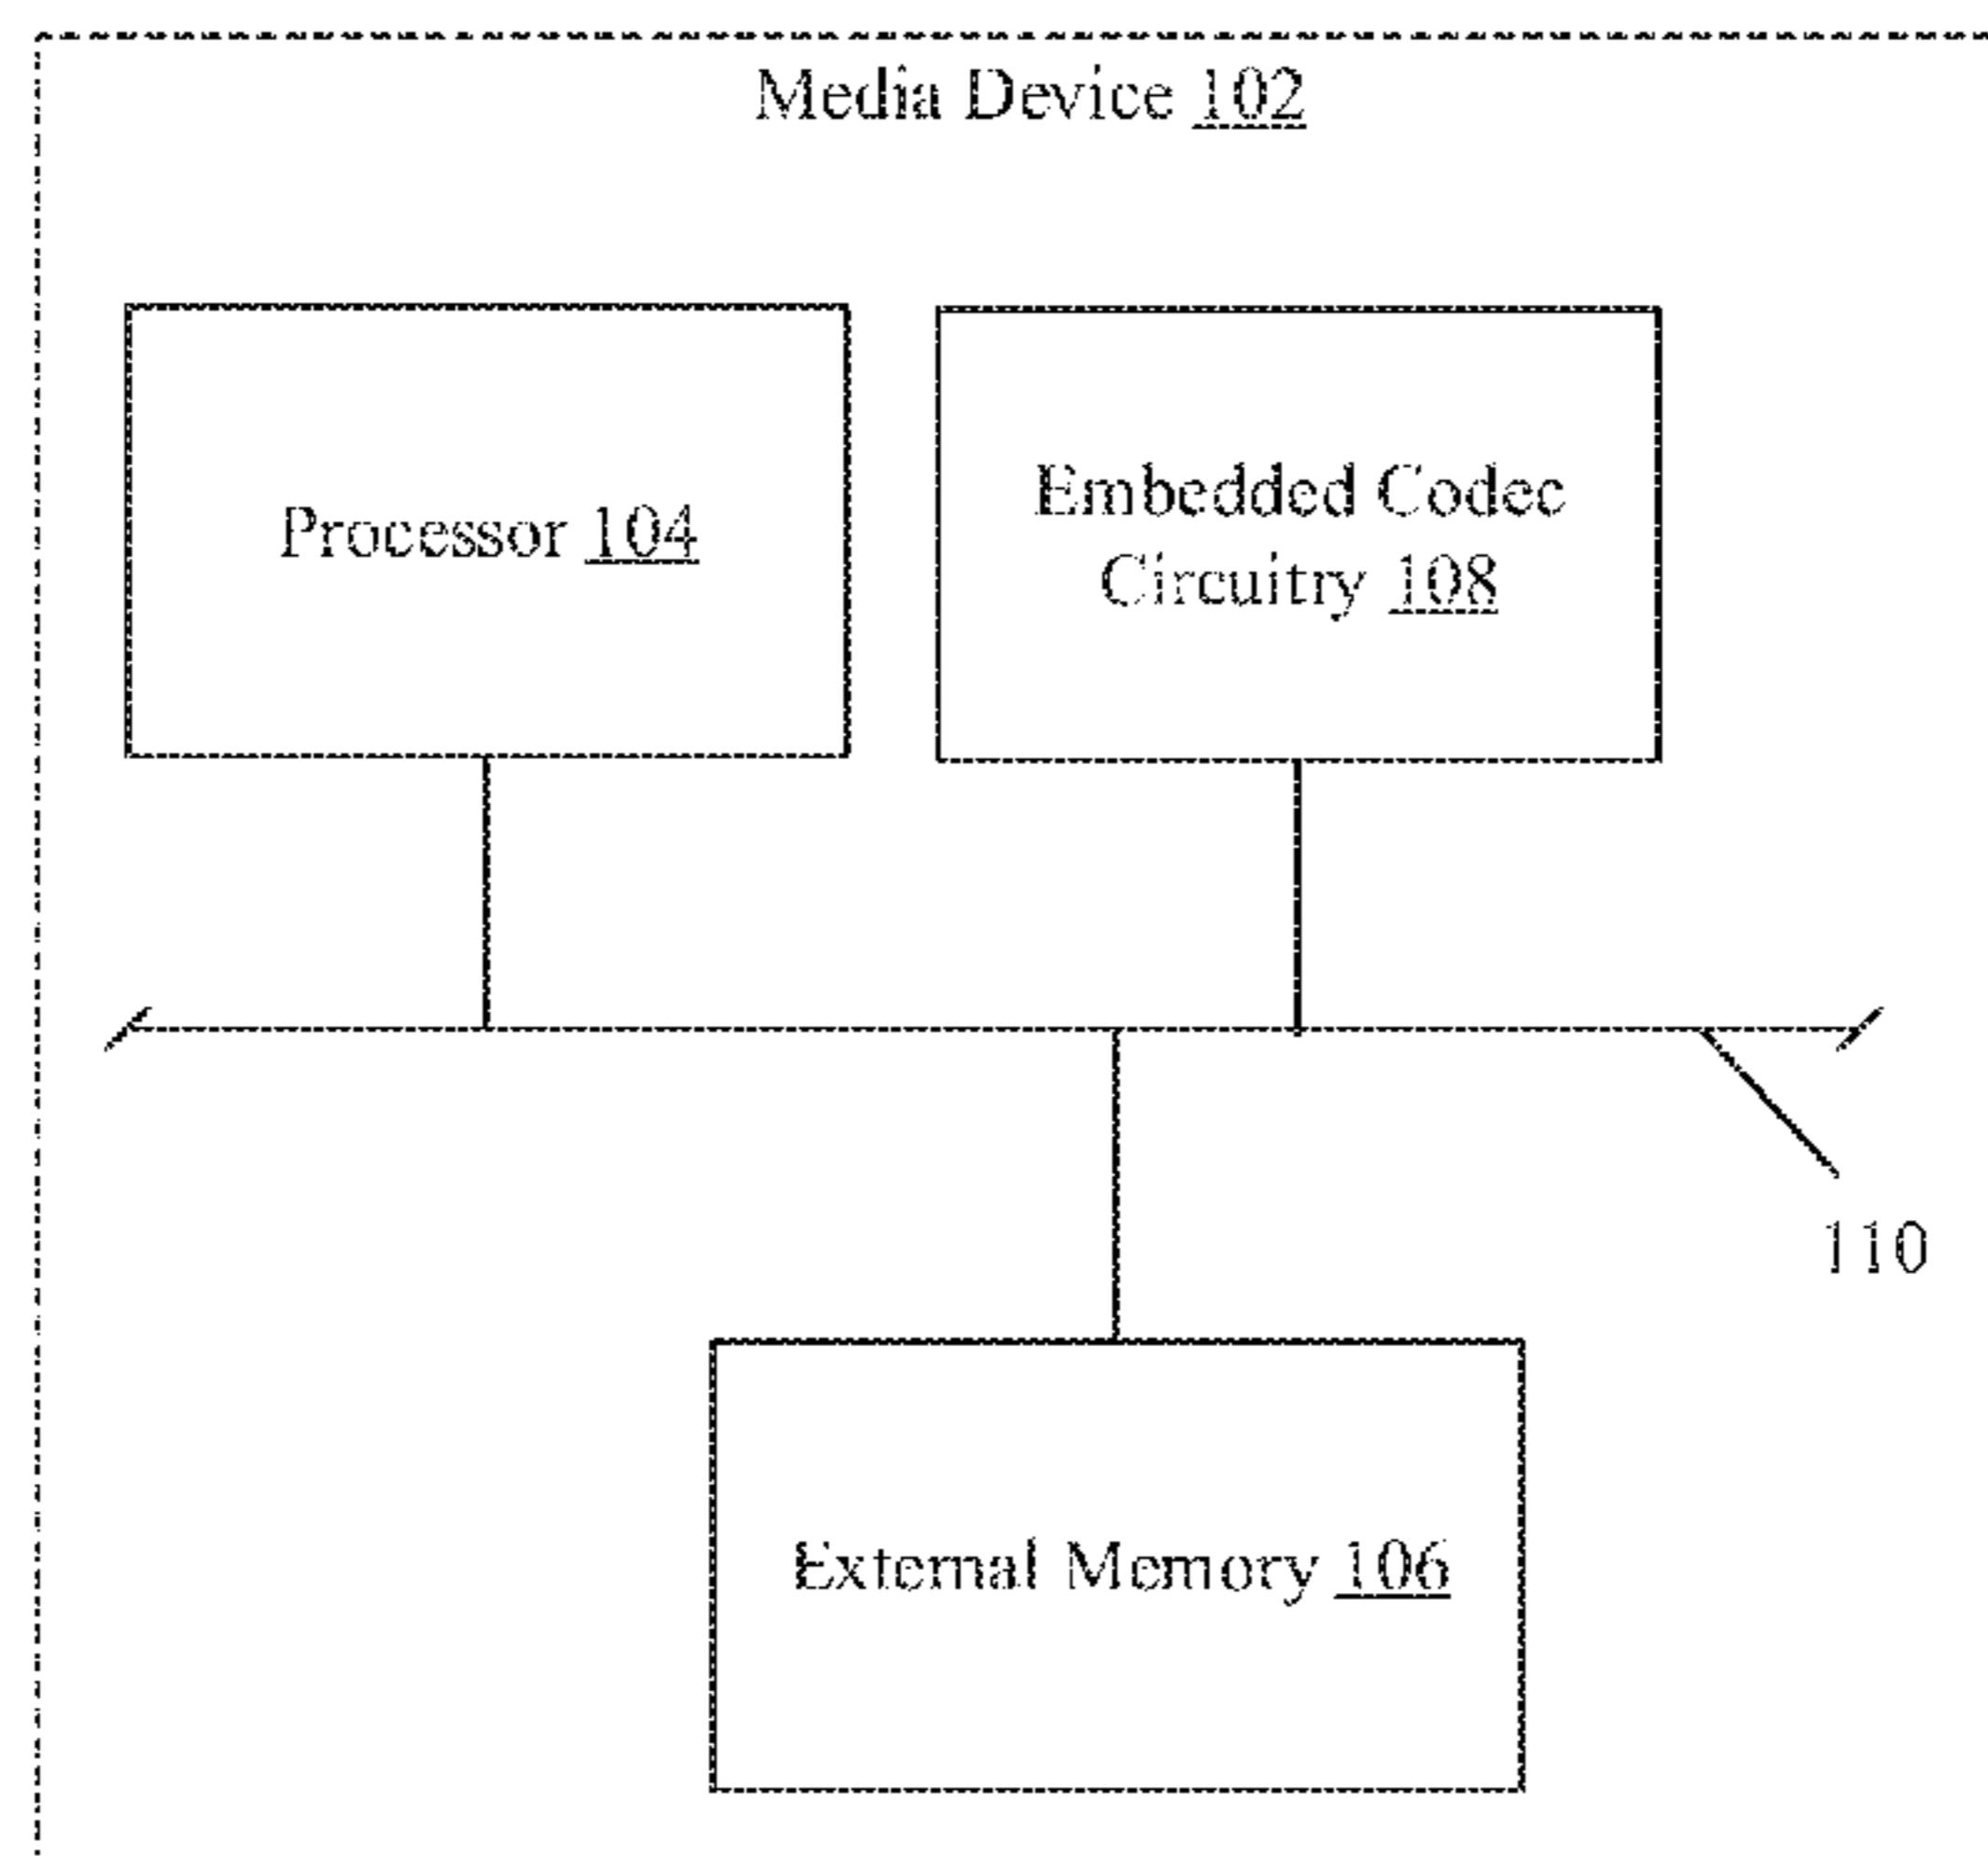 Media Device 102
Processor 104
Embedded Codec
Circuitry 108
110
External Memory 106